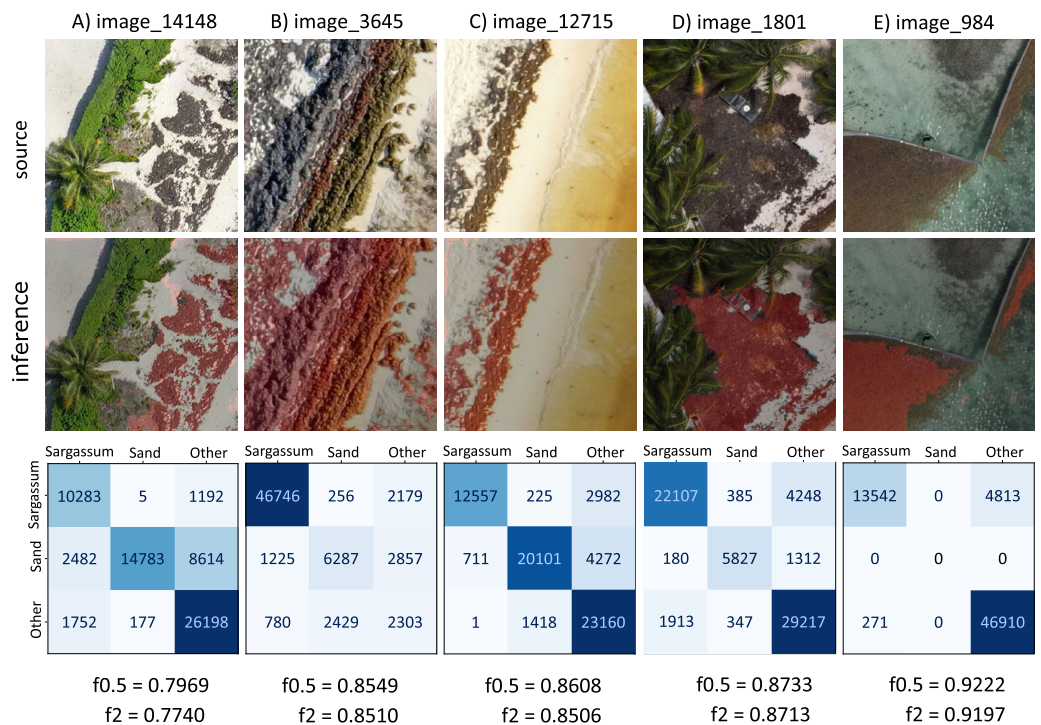 A) image_14148 B) image_3645 C) image_12715 D) image_1801 E) image_984
source
inference
Sargassum Sand Other Sargassum Sand Other Sargassum Sand Other Sargassum Sand Other Sargassum Sand Other
Sargassum 10283 5 1192 46746 256 2179 12557 225 2982 22107 385 4248 13542 0 4813
Sand 2482 14783 8614 1225 6287 2857 711 20101 4272 180 5827 1312 0 0 0
Other 1752 177 26198 780 2429 2303 1 1418 23160 1913 347 29217 271 0 46910
f0.5 = 0.7969 f0.5 = 0.8549 f0.5 = 0.8608 f0.5 = 0.8733 f0.5 = 0.9222
f2 = 0.7740 f2 = 0.8510 f2 = 0.8506 f2 = 0.8713 f2 = 0.9197